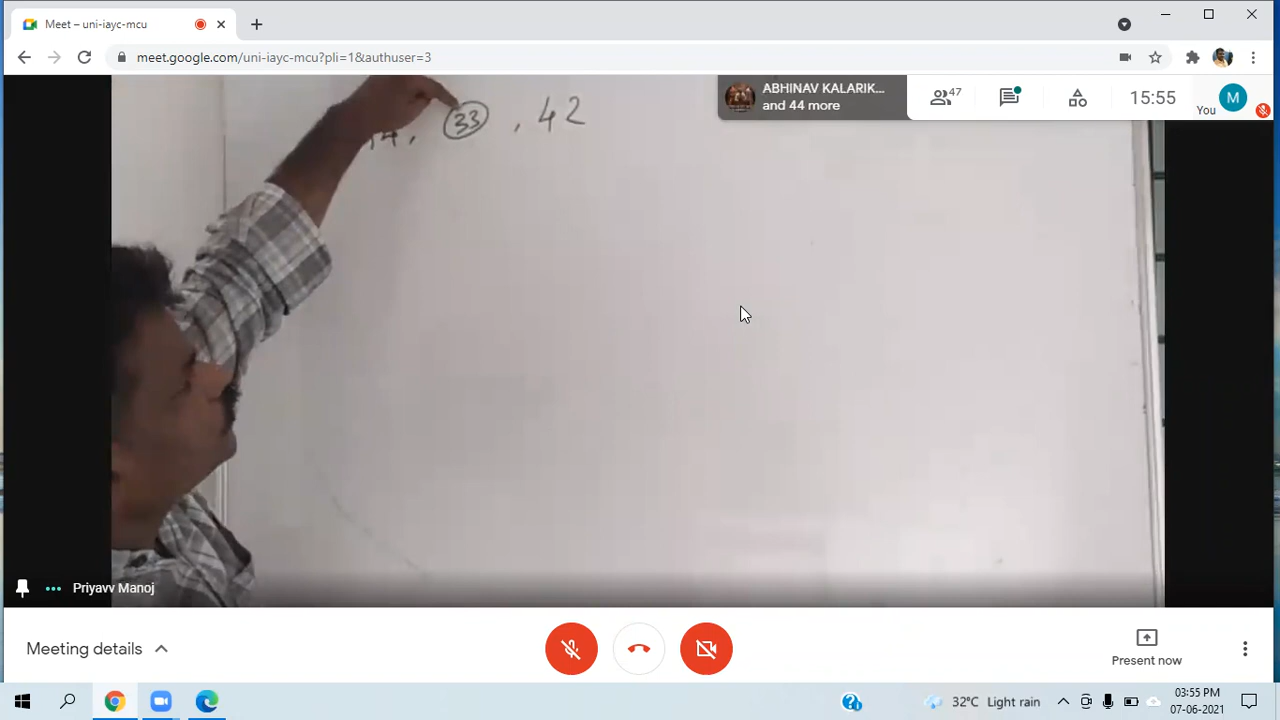 Meet – uni-iayc-mcu
meet.google.com/uni-iayc-mcu?pli=1&authuser=3
ABHINAV KALARIK...
and 44 more
47
15:55
You
M
33 , 42
Priyavv Manoj
Meeting details
Present now
32°C Light rain
03:55 PM
07-06-2021